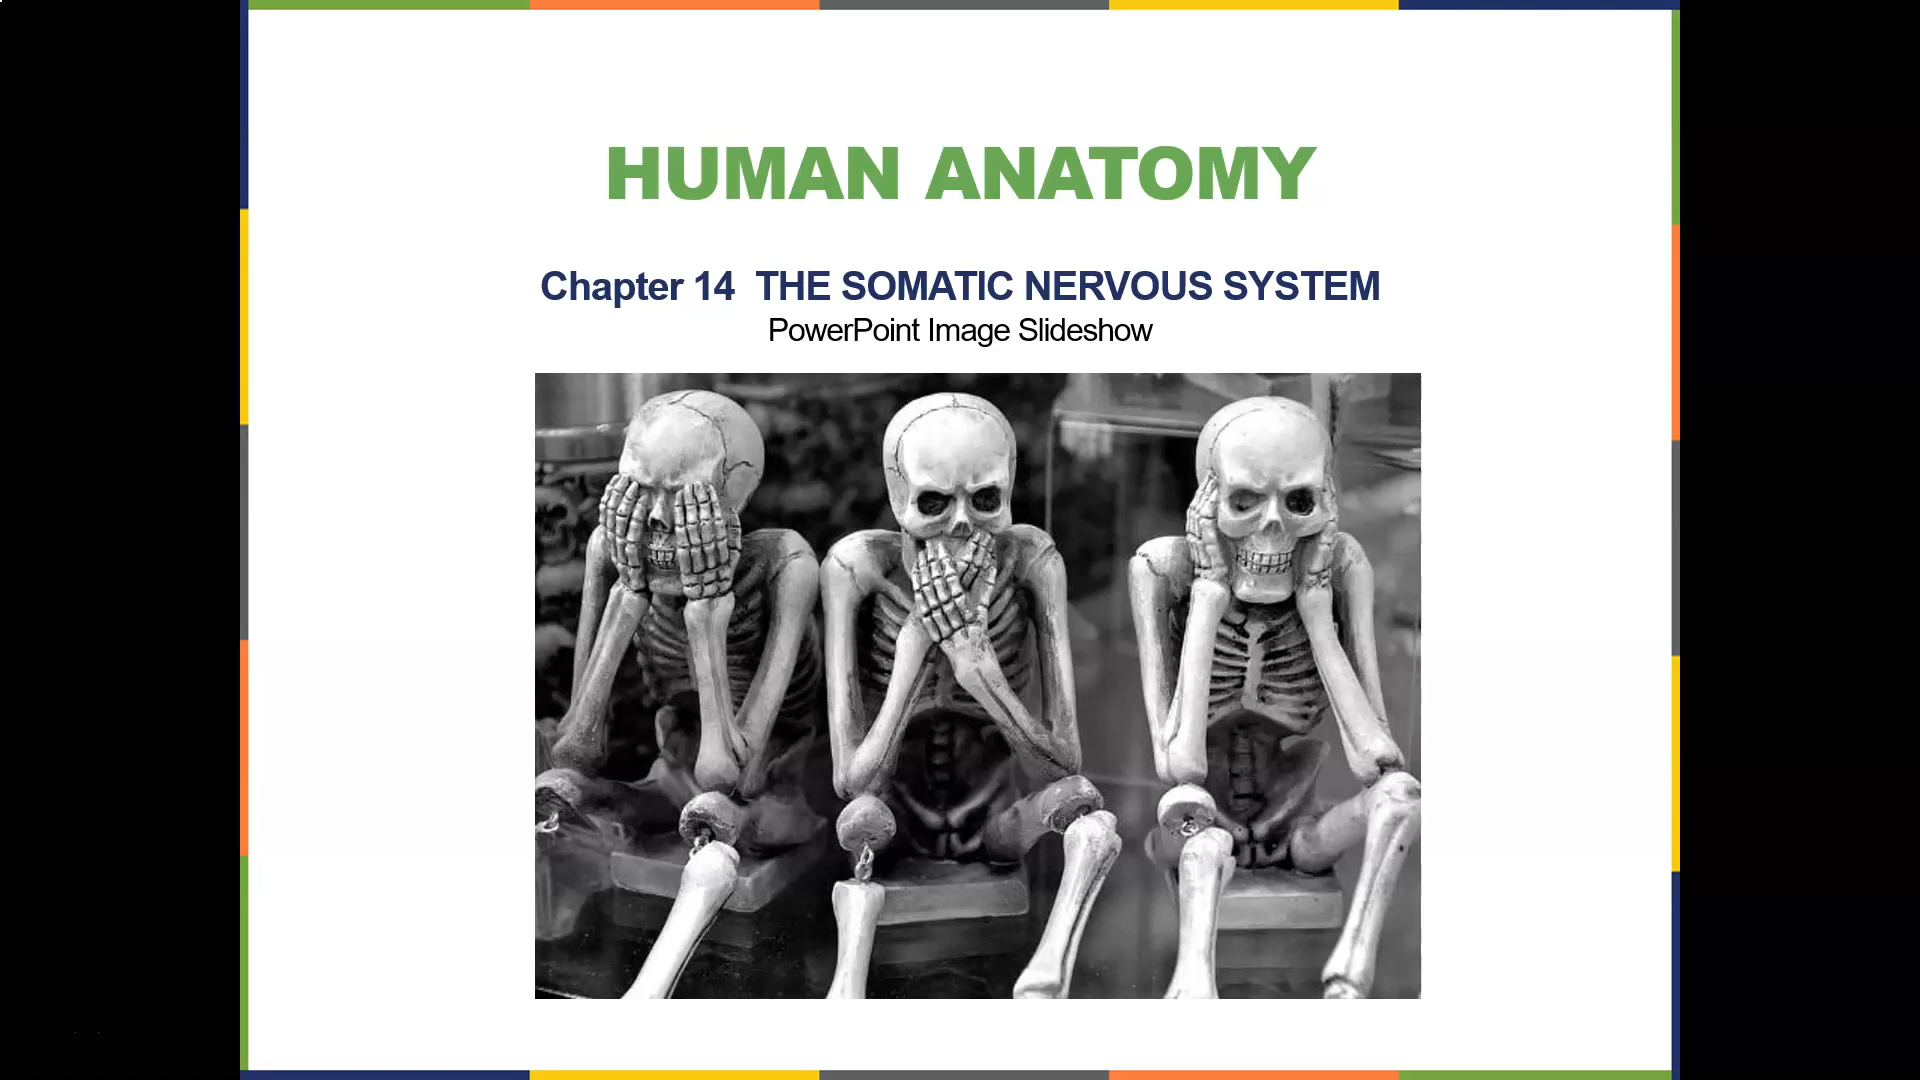 HUMAN ANATOMY
Chapter 14 THE SOMATIC NERVOUS SYSTEM
PowerPoint Image Slideshow